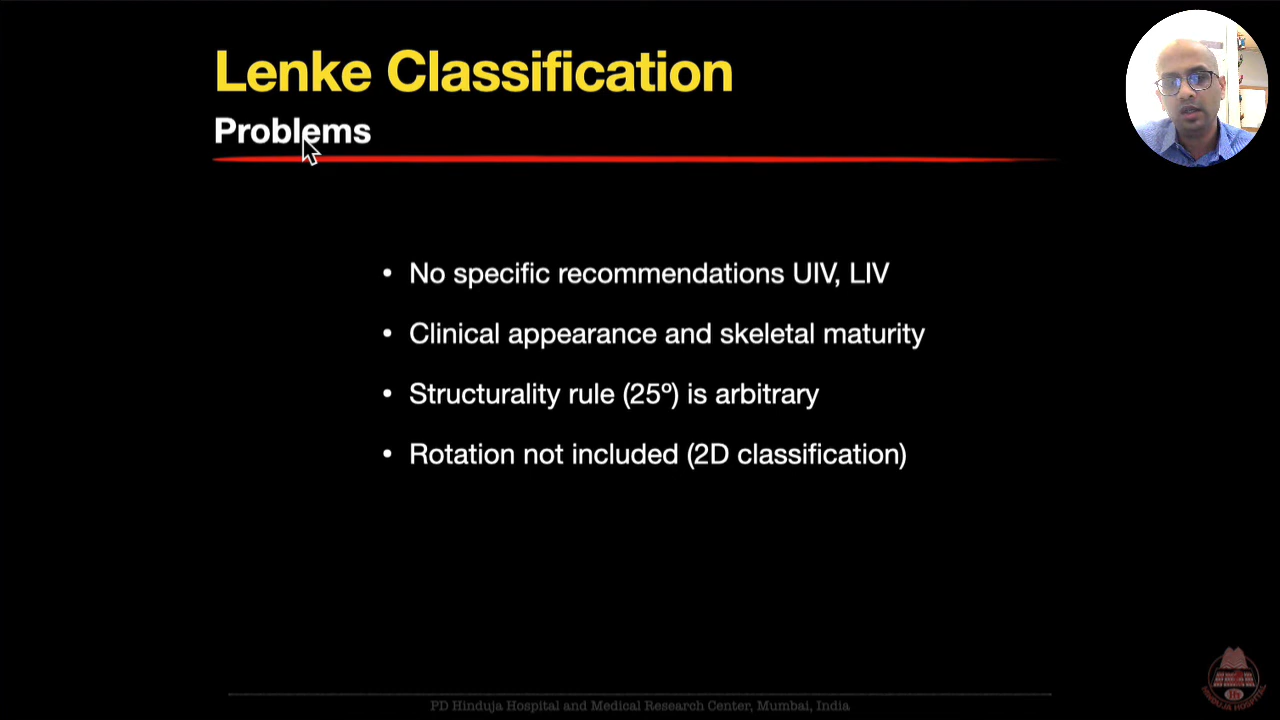 Lenke Classification
Problems
• No specific recommendations UIV, LIV
• Clinical appearance and skeletal maturity
• Structurality rule (25º) is arbitrary
• Rotation not included (2D classification)
PD Hinduja Hospital and Medical Research Center, Mumbai, India